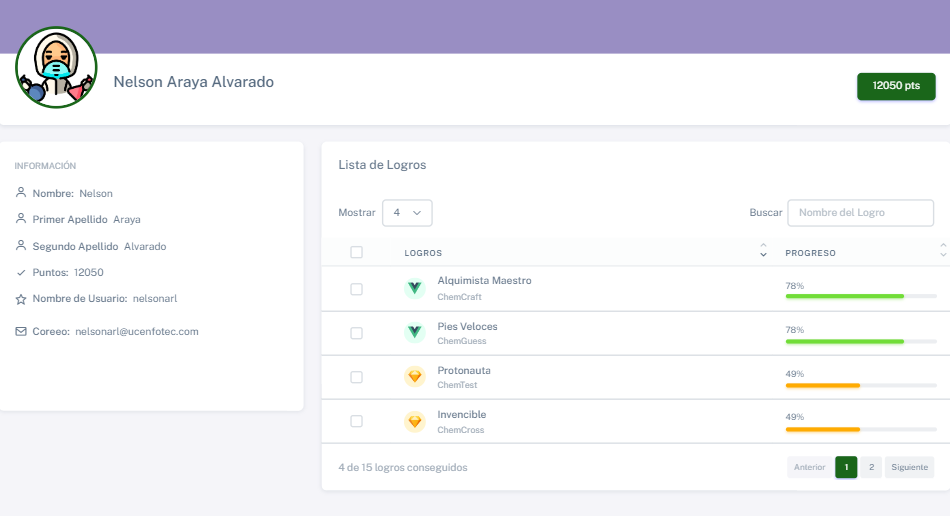 Nelson Araya Alvarado
12050 pts
INFORMACIÓN
Nombre: Nelson
Primer Apellido Araya
Segundo Apellido Alvarado
Puntos: 12050
Nombre de Usuario: nelsonarl
Coreeo: nelsonarl@ucenfotec.com
Lista de Logros
Mostrar 4
Buscar Nombre del Logro
LOGROS PROGRESO
Alquimista Maestro
ChemCraft
78%
Pies Veloces
ChemGuess
78%
Protonauta
ChemTest
49%
Invencible
ChemCross
49%
4 de 15 logros conseguidos
Anterior 1 2 Siguiente